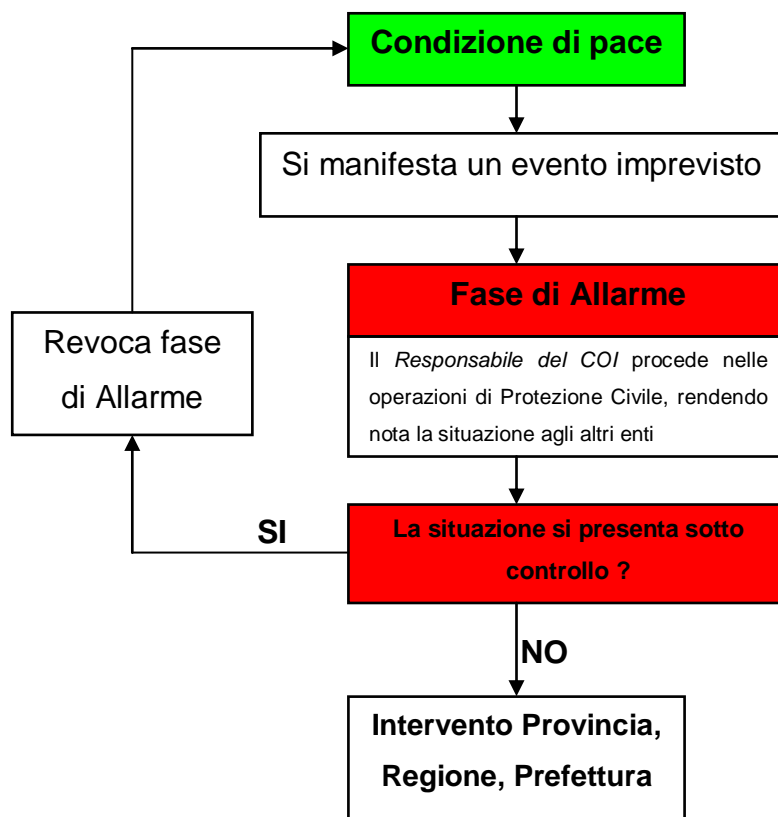 Condizione di pace
Si manifesta un evento imprevisto
Fase di Allarme
Il Responsabile del COI procede nelle
operazioni di Protezione Civile, rendendo
nota la situazione agli altri enti
Revoca fase
di Allarme
La situazione si presenta sotto
controllo ?
SI
NO
Intervento Provincia,
Regione, Prefettura